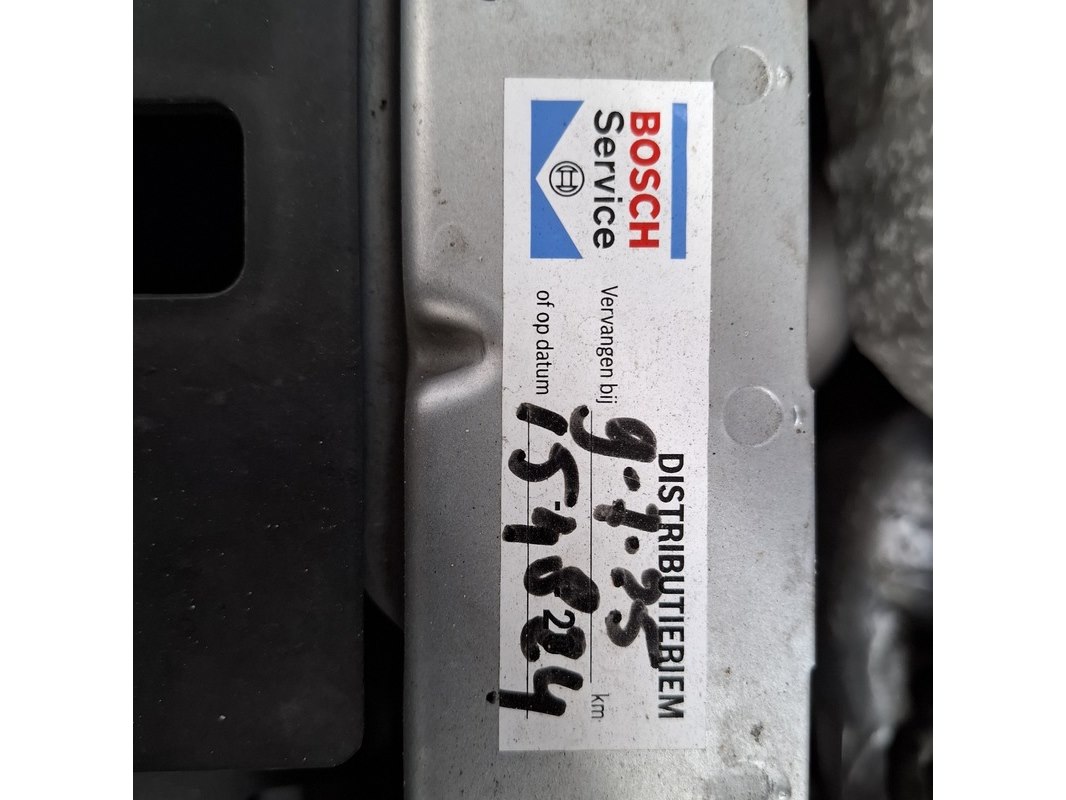 BOSCH
Service
DISTRIBUTIERIEM
Vervangen bij 9.1.25 km
of op datum 154824